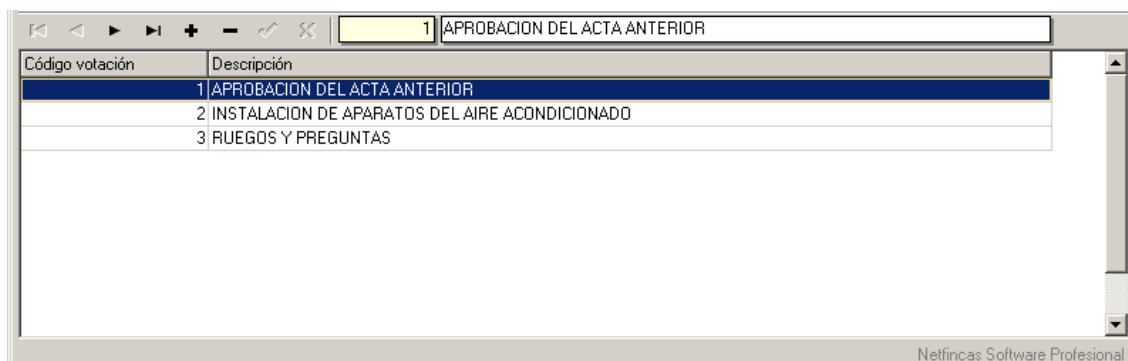 1 APROBACION DEL ACTA ANTERIOR
Código votación Descripción
1 APROBACION DEL ACTA ANTERIOR
2 INSTALACION DE APARATOS DEL AIRE ACONDICIONADO
3 RUEGOS Y PREGUNTAS
Netfincas Software Profesional